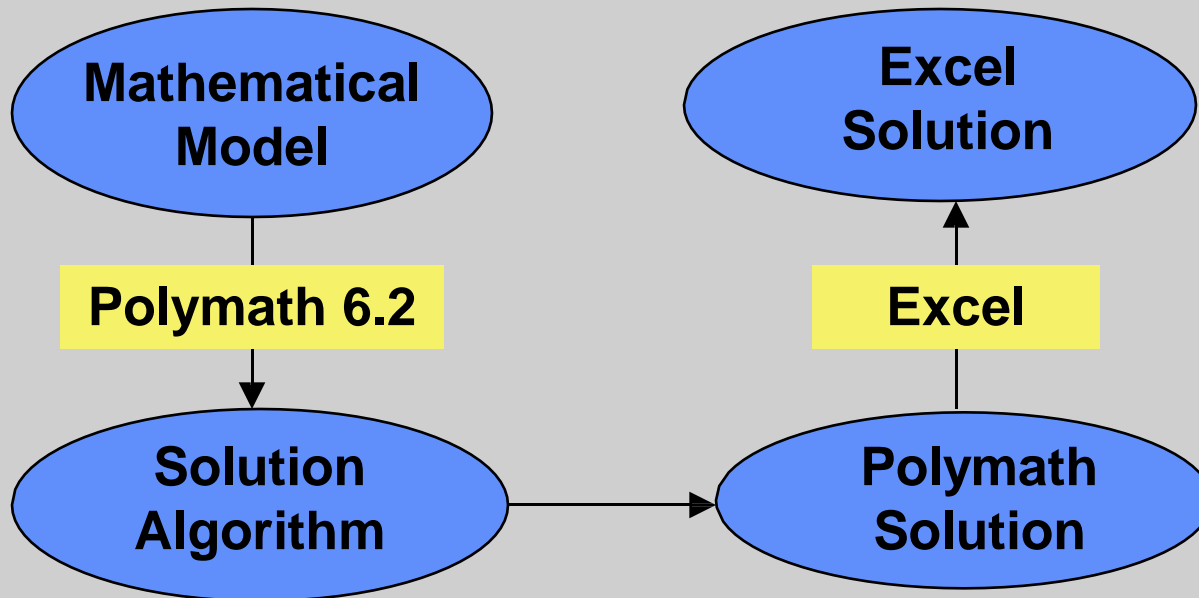 Mathematical
Model
Polymath 6.2
Solution
Algorithm
Polymath
Solution
Excel
Excel
Solution